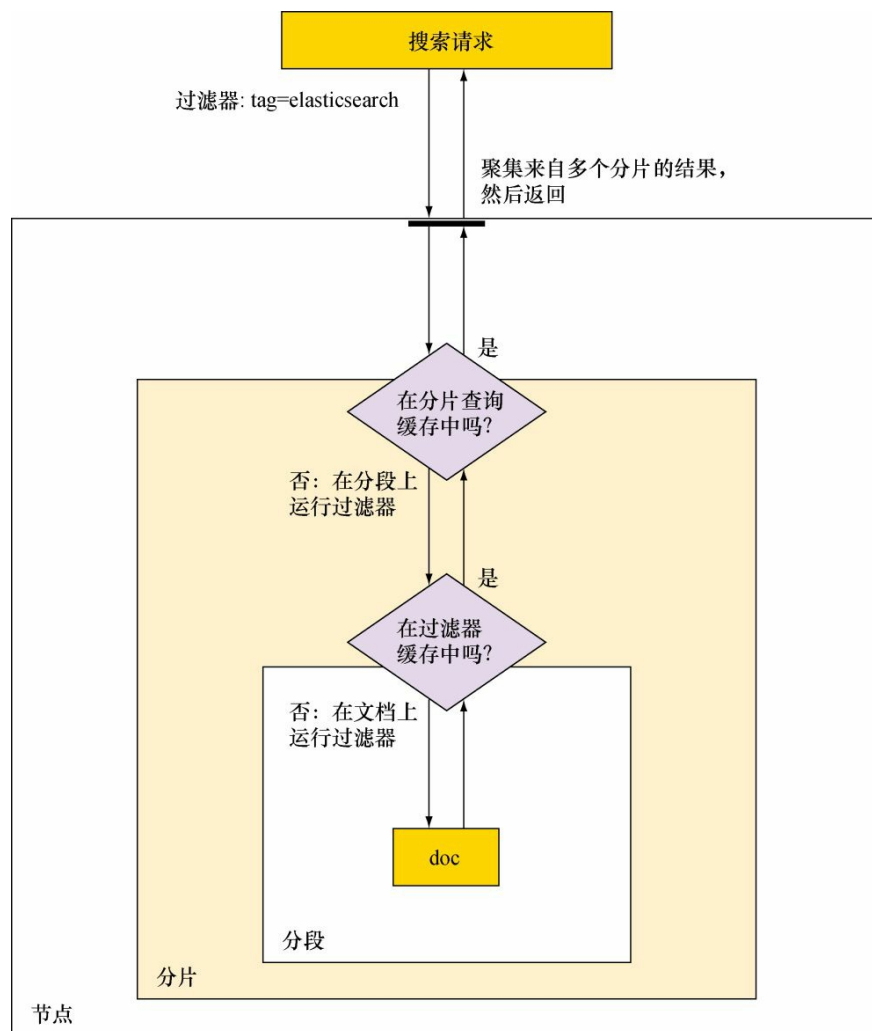 搜索请求
过滤器: tag=elasticsearch
聚集来自多个分片的结果，
然后返回
是
在分片查询
缓存中吗？
否：在分段上
运行过滤器
是
在过滤器
缓存中吗？
否：在文档上
运行过滤器
doc
分段
分片
节点